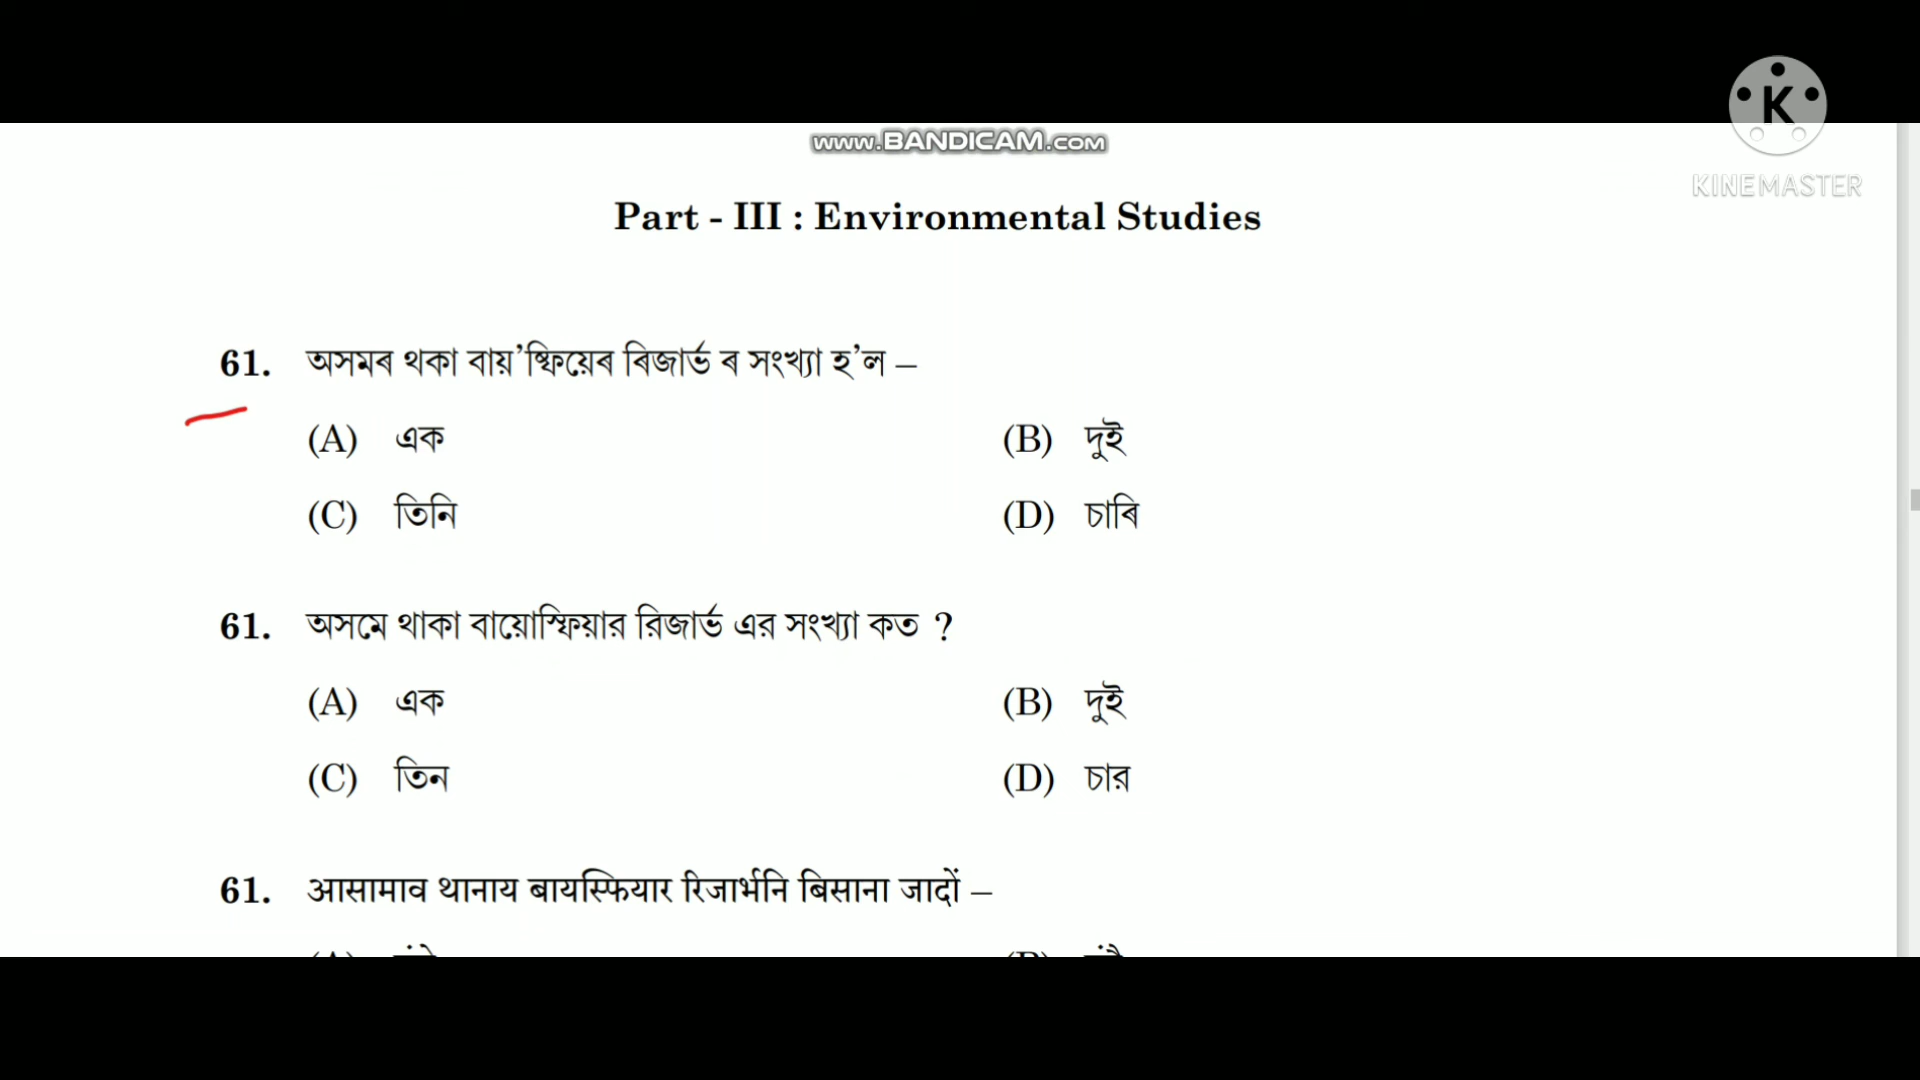 www.BANDICAM.com
KINEMASTER
Part - III : Environmental Studies
61. অসমৰ থকা বায়’ষ্ফিয়েৰ ৰিজাৰ্ভ ৰ সংখ্যা হ’ল –
(A) এক (B) দুই
(C) তিনি (D) চাৰি
61. অসমে থাকা বায়োস্ফিয়ার রিজার্ভ এর সংখ্যা কত ?
(A) এক (B) দুই
(C) তিন (D) চার
61. आसामाव थानाय बायस्फियार रिजार्भनि बिसाना जादों –